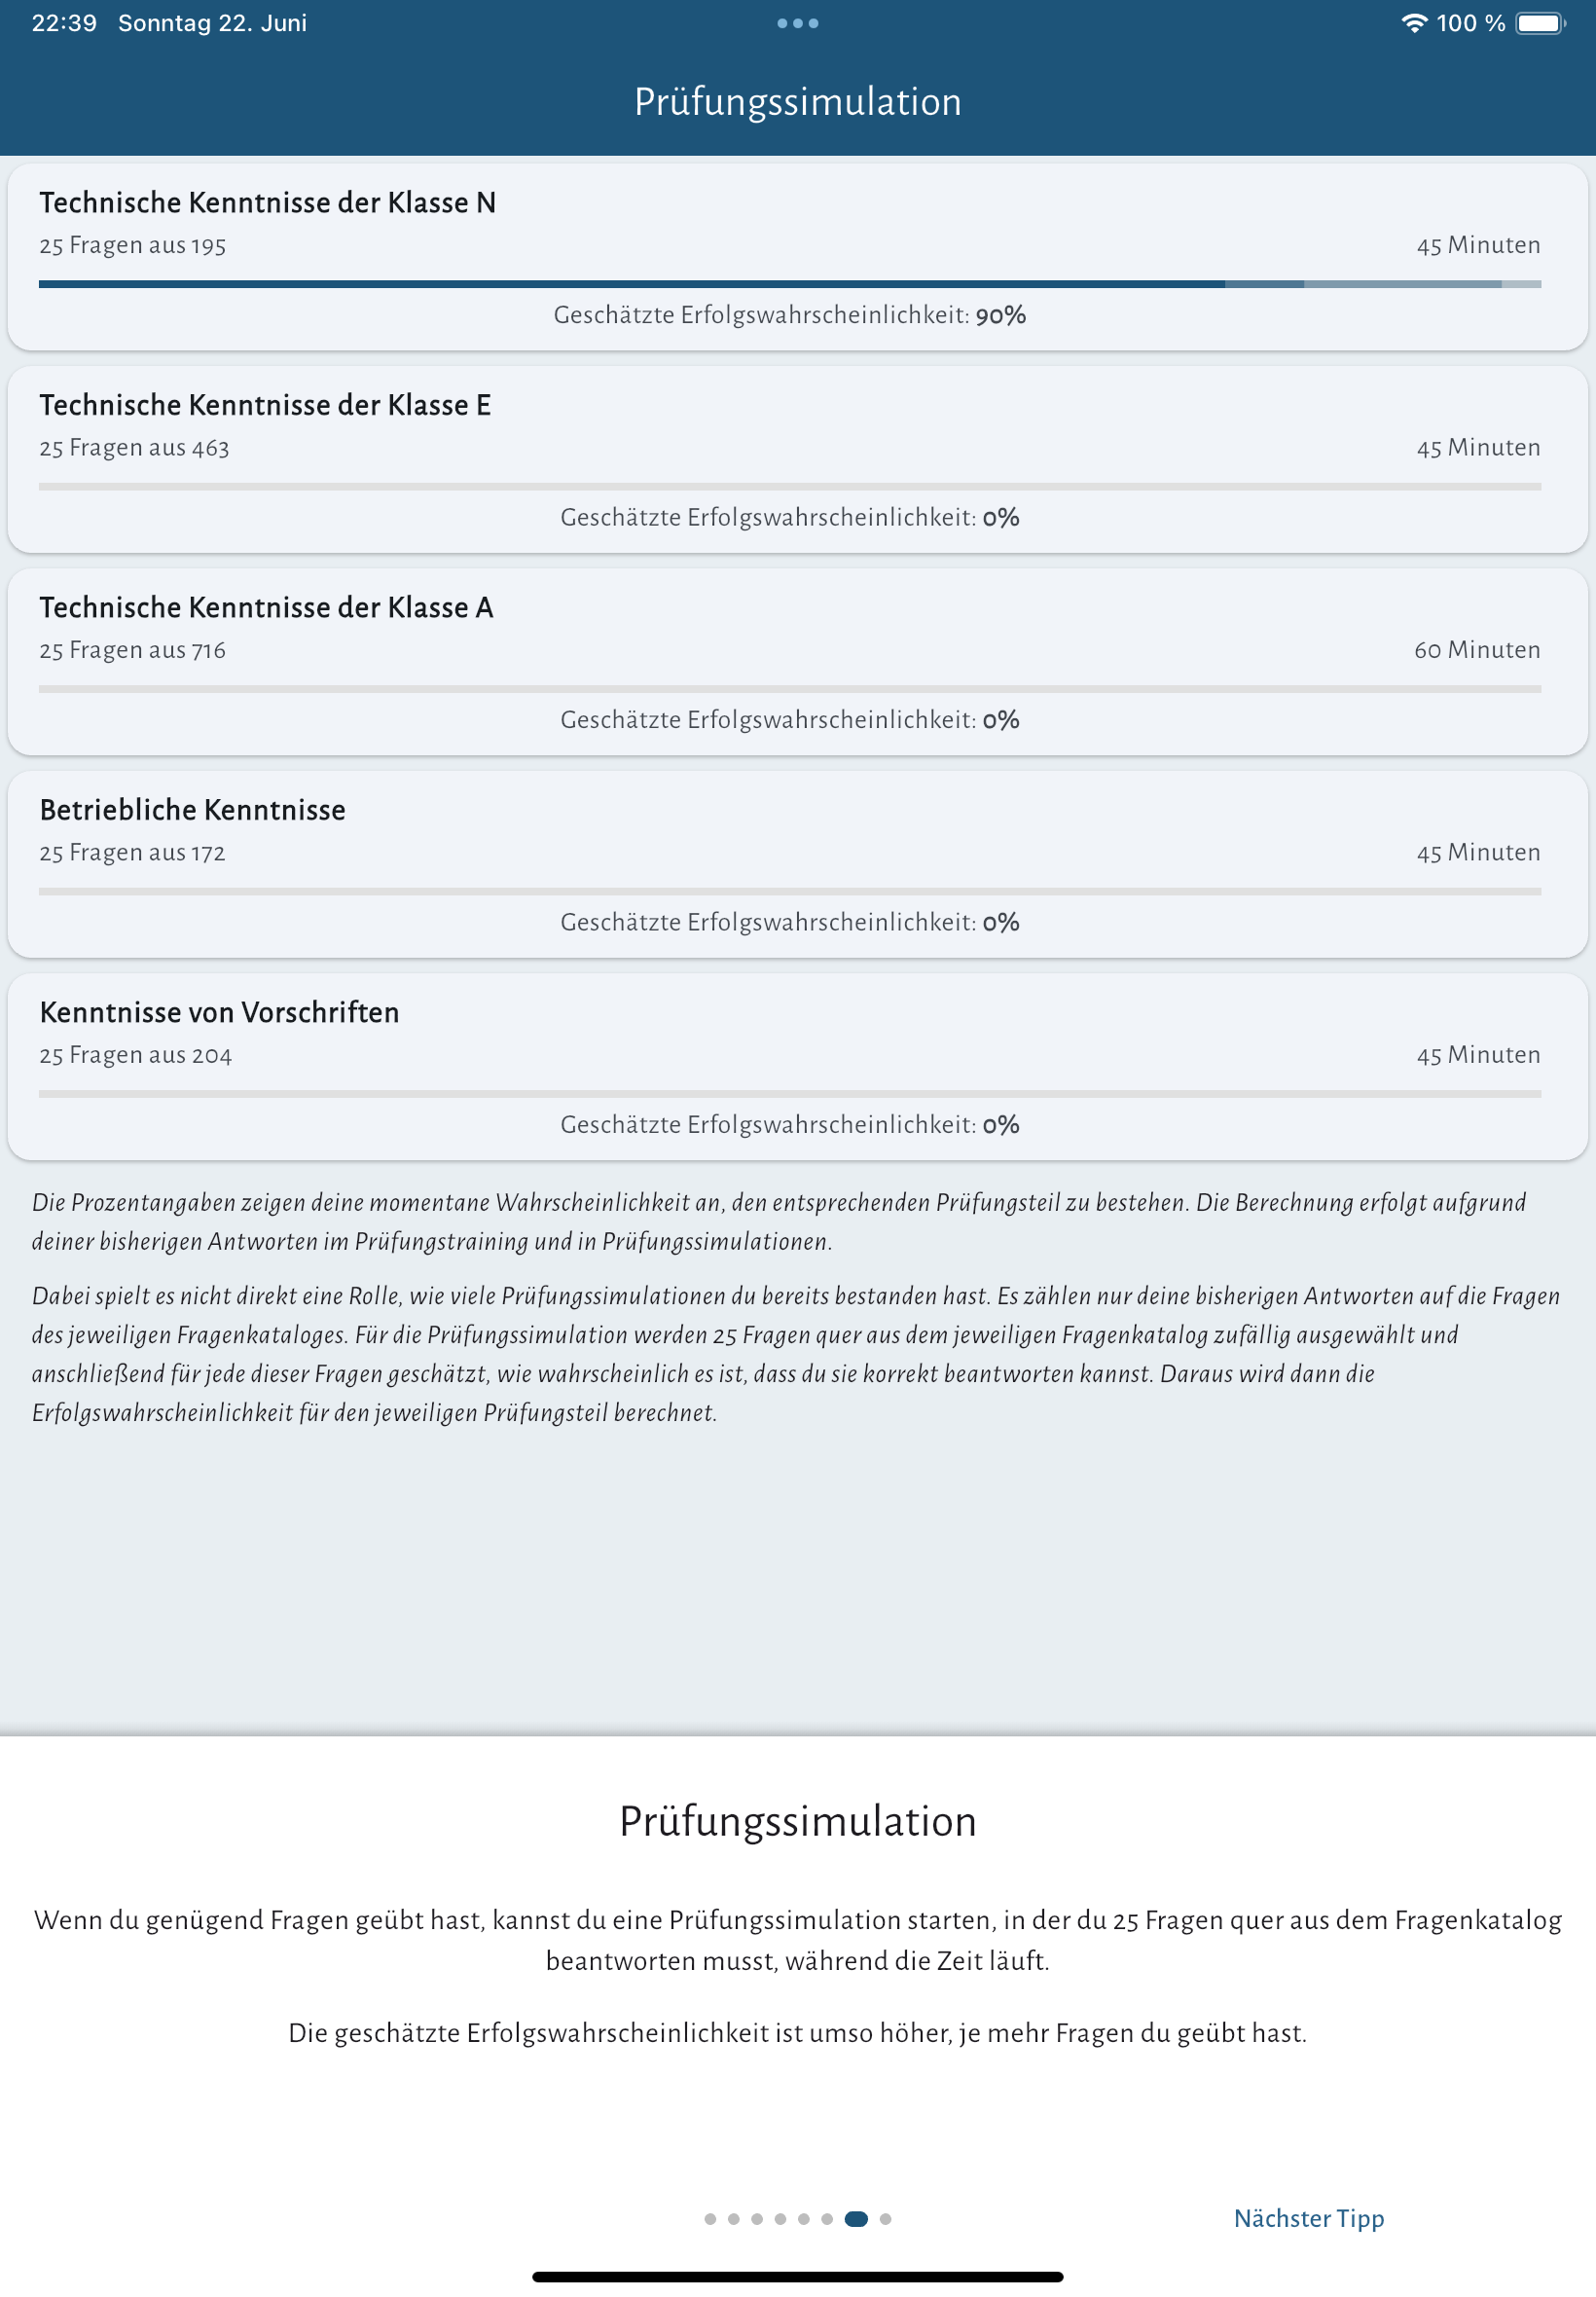 22:39 Sonntag 22. Juni
100 %
Prüfungssimulation
Technische Kenntnisse der Klasse N
25 Fragen aus 195
45 Minuten
Geschätzte Erfolgswahrscheinlichkeit: 90%
Technische Kenntnisse der Klasse E
25 Fragen aus 463
45 Minuten
Geschätzte Erfolgswahrscheinlichkeit: 0%
Technische Kenntnisse der Klasse A
25 Fragen aus 716
60 Minuten
Geschätzte Erfolgswahrscheinlichkeit: 0%
Betriebliche Kenntnisse
25 Fragen aus 172
45 Minuten
Geschätzte Erfolgswahrscheinlichkeit: 0%
Kenntnisse von Vorschriften
25 Fragen aus 204
45 Minuten
Geschätzte Erfolgswahrscheinlichkeit: 0%
Die Prozentangaben zeigen deine momentane Wahrscheinlichkeit an, den entsprechenden Prüfungsteil zu bestehen. Die Berechnung erfolgt aufgrund
deiner bisherigen Antworten im Prüfungstraining und in Prüfungssimulationen.
Dabei spielt es nicht direkt eine Rolle, wie viele Prüfungssimulationen du bereits bestanden hast. Es zählen nur deine bisherigen Antworten auf die Fragen
des jeweiligen Fragenkataloges. Für die Prüfungssimulation werden 25 Fragen quer aus dem jeweiligen Fragenkatalog zufällig ausgewählt und
anschließend für jede dieser Fragen geschätzt, wie wahrscheinlich es ist, dass du sie korrekt beantworten kannst. Daraus wird dann die
Erfolgswahrscheinlichkeit für den jeweiligen Prüfungsteil berechnet.
Prüfungssimulation
Wenn du genügend Fragen geübt hast, kannst du eine Prüfungssimulation starten, in der du 25 Fragen quer aus dem Fragenkatalog
beantworten musst, während die Zeit läuft.
Die geschätzte Erfolgswahrscheinlichkeit ist umso höher, je mehr Fragen du geübt hast.
Nächster Tipp